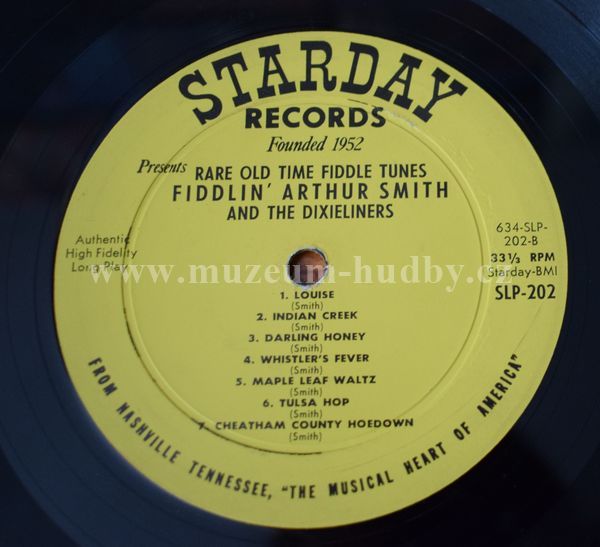 STARDAY
RECORDS
Founded 1952
Presents RARE OLD TIME FIDDLE TUNES
FIDDLIN' ARTHUR SMITH
AND THE DIXIELINERS
Authentic
High Fidelity
Long Play
634-SLP-
202-B
33⅓ RPM
Starday-BMI
SLP-202
www.muzeum-hudby.cz
1. LOUISE
(Smith)
2. INDIAN CREEK
(Smith)
3. DARLING HONEY
(Smith)
4. WHISTLER'S FEVER
(Smith)
5. MAPLE LEAF WALTZ
(Smith)
6. TULSA HOP
(Smith)
7. CHEATHAM COUNTY HOEDOWN
(Smith)
FROM NASHVILLE TENNESSEE, "THE MUSICAL HEART OF AMERICA"